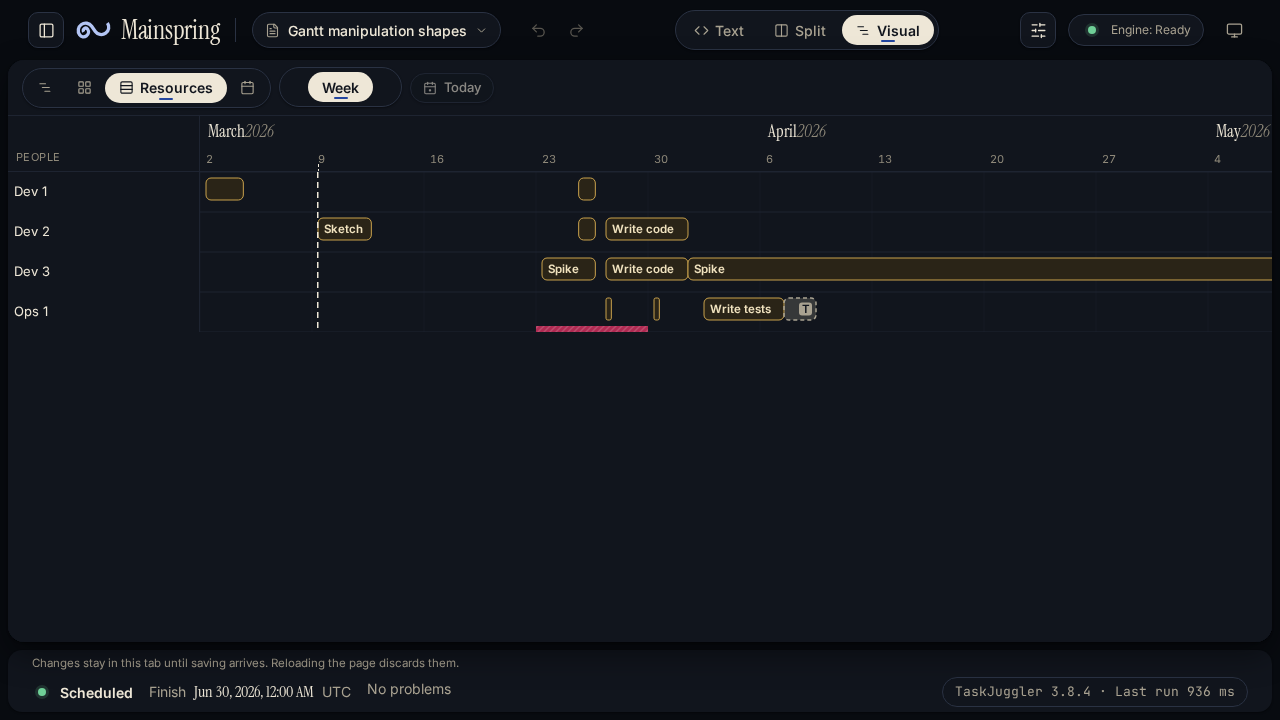 Mainspring
Gantt manipulation shapes
Text
Split
Visual
Engine: Ready
Resources
Week
Today
March 2026
April 2026
May 2026
PEOPLE
2
9
16
23
30
6
13
20
27
4
Dev 1
Dev 2
Sketch
Write code
Dev 3
Spike
Write code
Spike
Ops 1
Write tests
T
Changes stay in this tab until saving arrives. Reloading the page discards them.
Scheduled
Finish Jun 30, 2026, 12:00 AM UTC
No problems
TaskJuggler 3.8.4 · Last run 936 ms